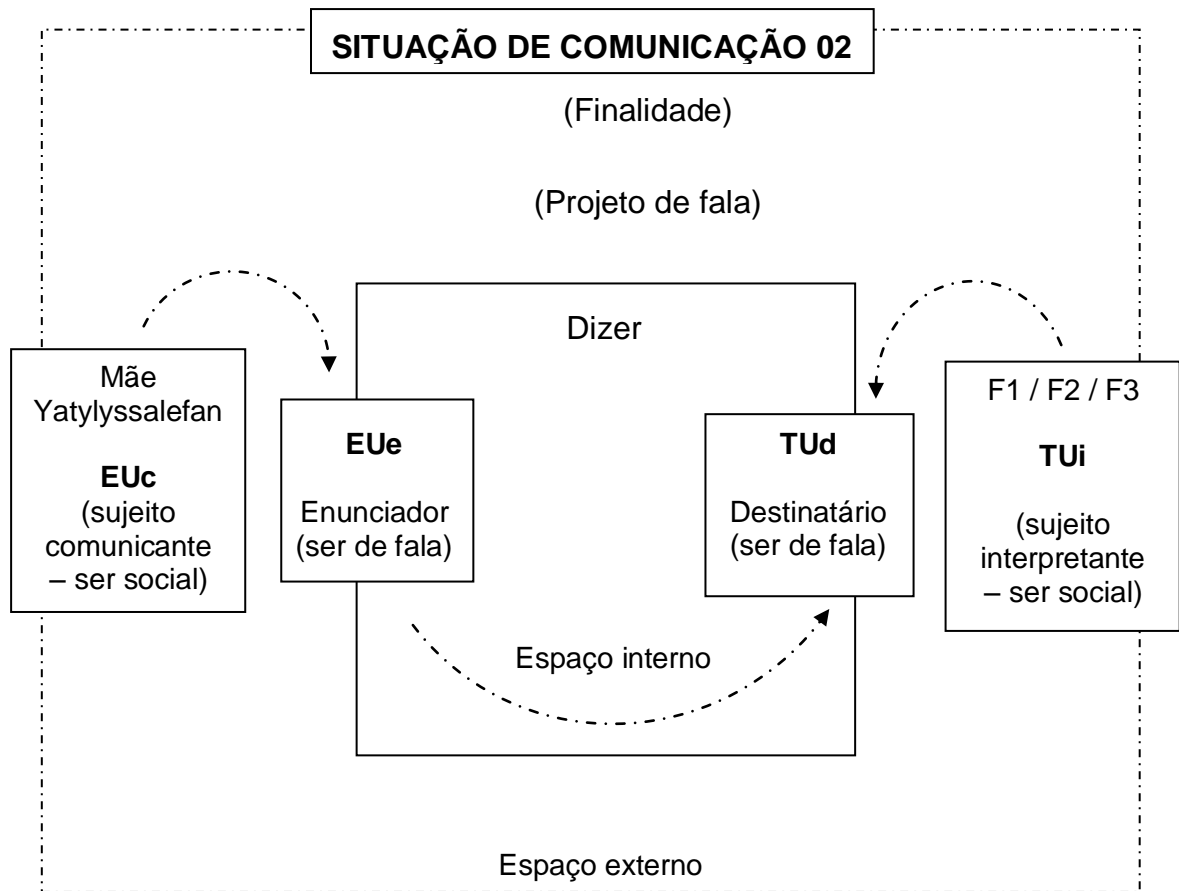 SITUAÇÃO DE COMUNICAÇÃO 02
(Finalidade)
(Projeto de fala)
Dizer
Mãe
Yatylyssalefan
EUc
(sujeito
comunicante
– ser social)
EUe
Enunciador
(ser de fala)
TUd
Destinatário
(ser de fala)
F1 / F2 / F3
TUi
(sujeito
interpretante
– ser social)
Espaço interno
Espaço externo